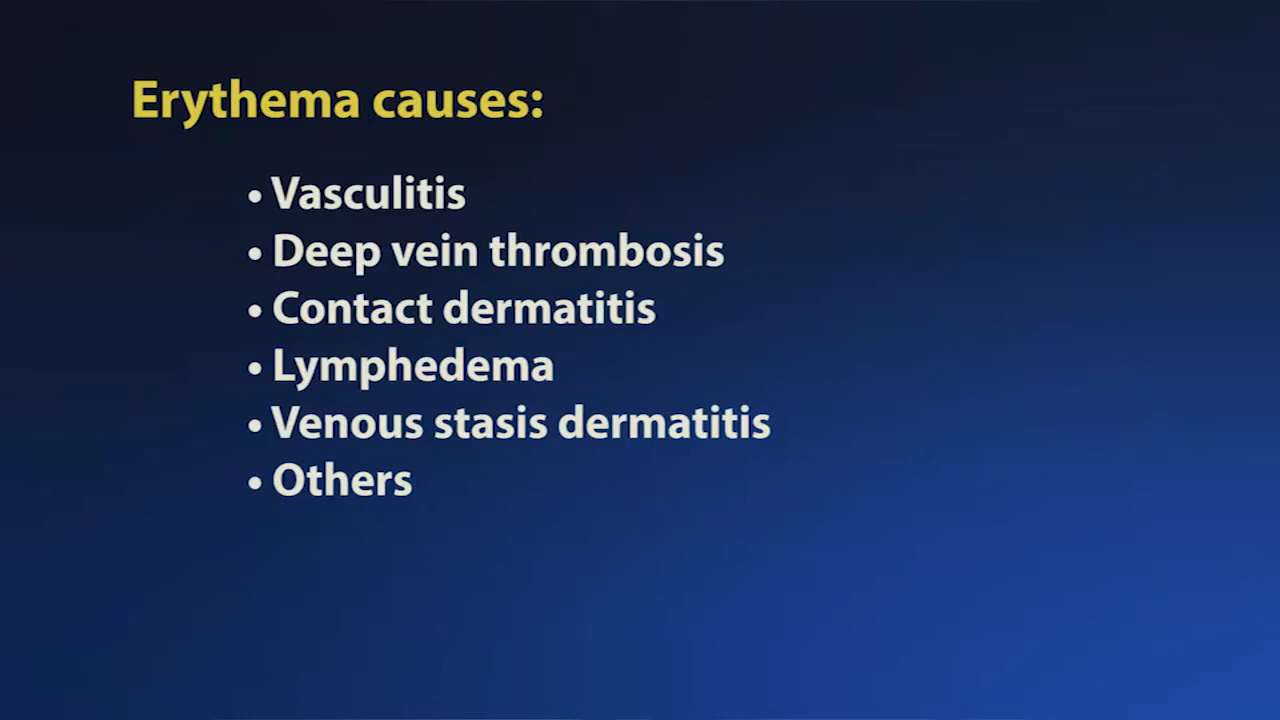 Erythema causes:
• Vasculitis
• Deep vein thrombosis
• Contact dermatitis
• Lymphedema
• Venous stasis dermatitis
• Others